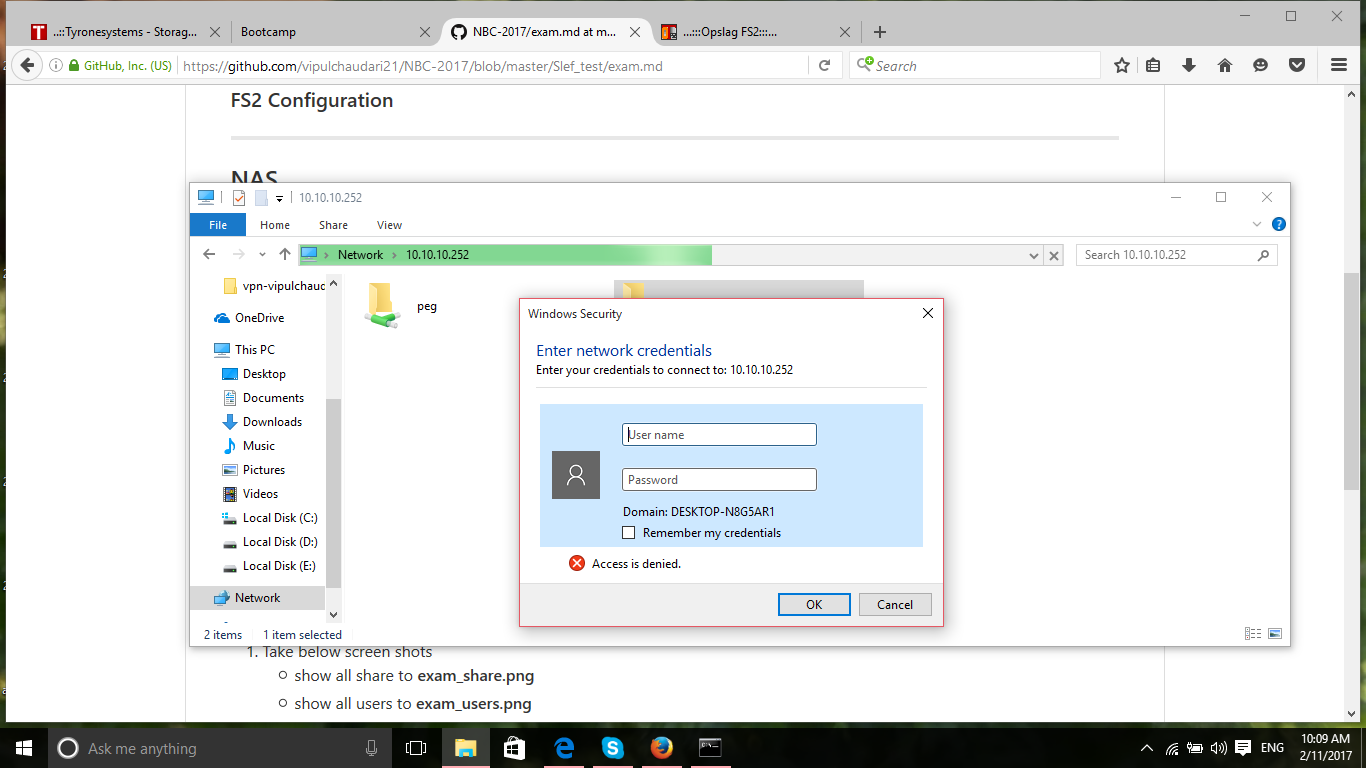 ..::Tyronesystems - Storag...
Bootcamp
NBC-2017/exam.md at m...
...:::Opslag FS2:::...
GitHub, Inc. (US)
https://github.com/vipulchaudari21/NBC-2017/blob/master/Slef_test/exam.md
Search
FS2 Configuration
NAS
10.10.10.252
File
Home
Share
View
Network
10.10.10.252
Search 10.10.10.252
vpn-vipulchauc
OneDrive
This PC
Desktop
Documents
Downloads
Music
Pictures
Videos
Local Disk (C:)
Local Disk (D:)
Local Disk (E:)
Network
peg
2 items
1 item selected
Windows Security
Enter network credentials
Enter your credentials to connect to: 10.10.10.252
User name
Password
Domain: DESKTOP-N8G5AR1
Remember my credentials
Access is denied.
OK
Cancel
1. Take below screen shots
show all share to exam_share.png
show all users to exam_users.png
Ask me anything
ENG
10:09 AM
2/11/2017